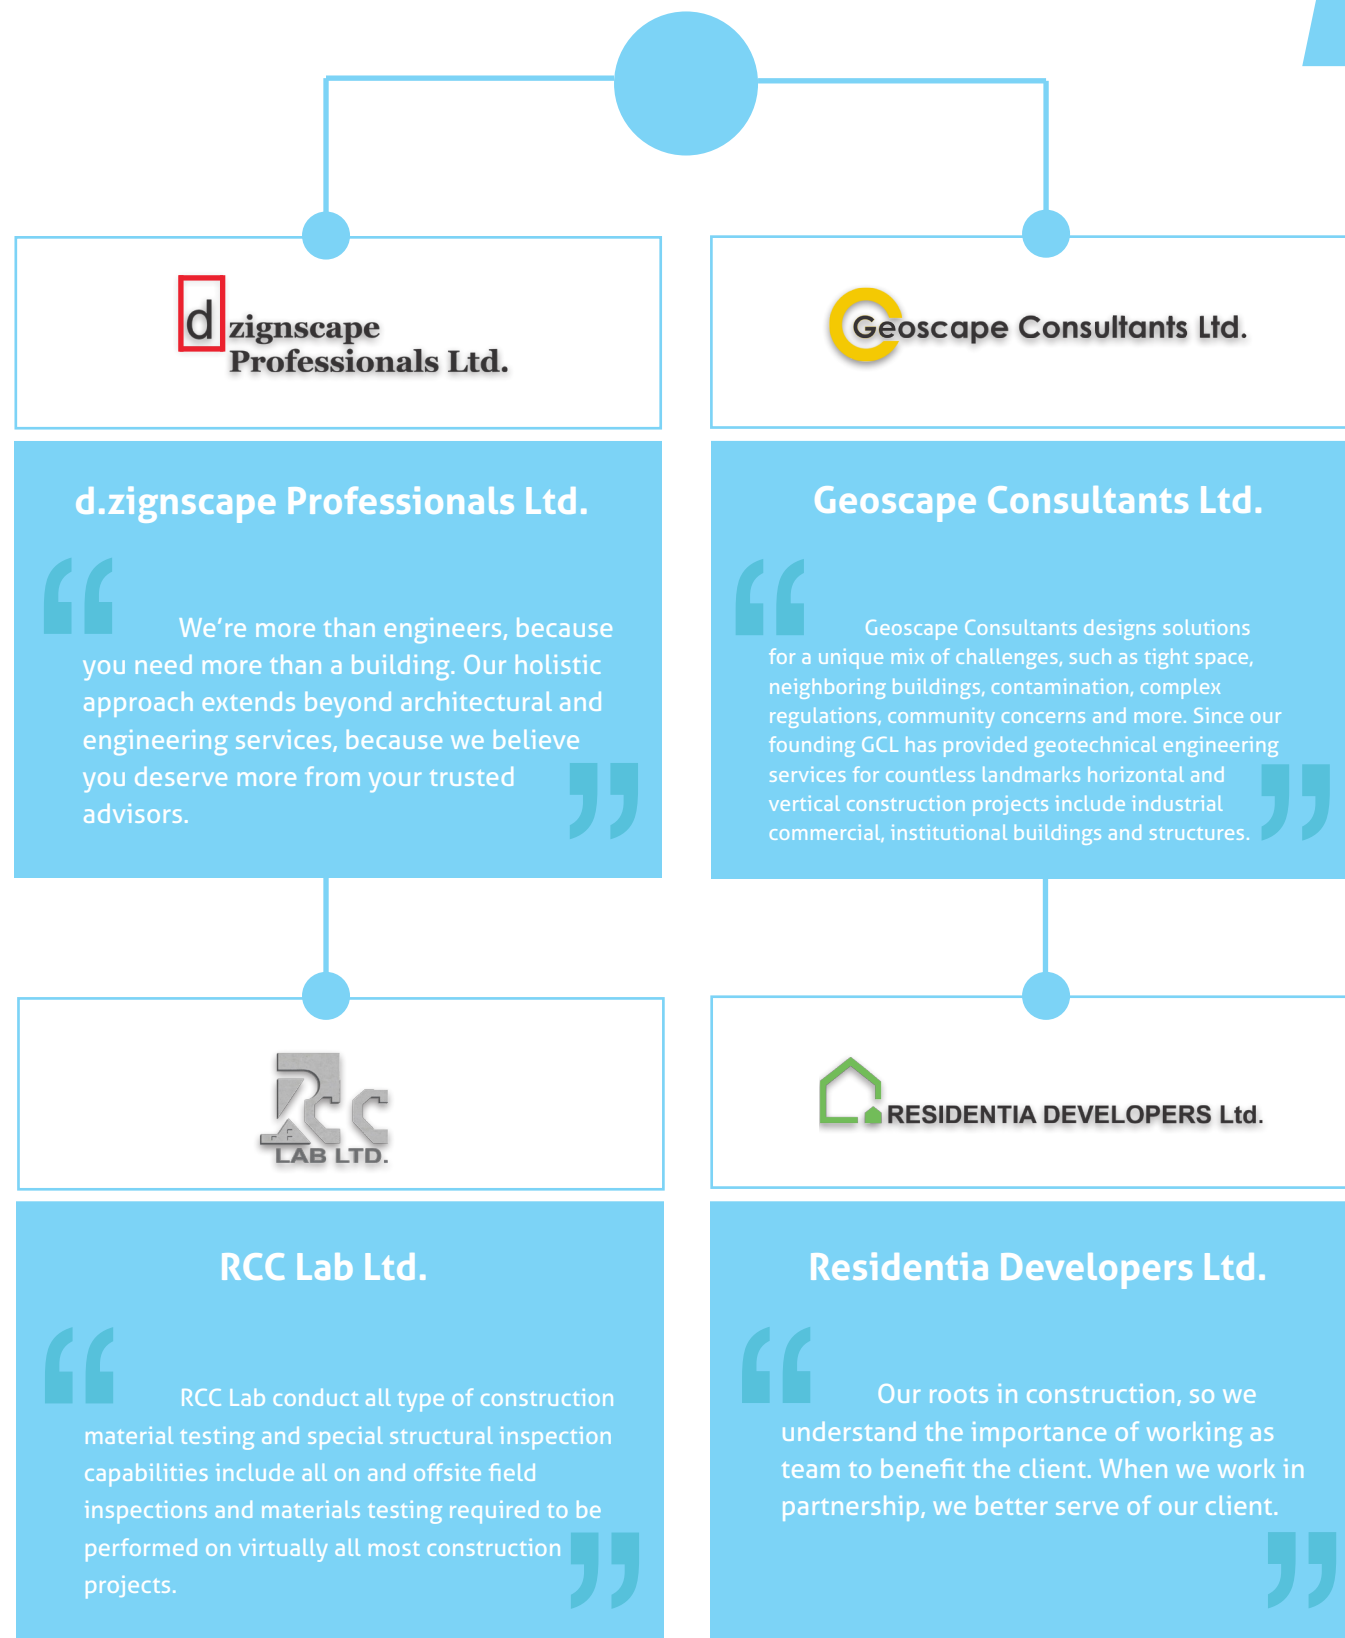 d zignscape
Professionals Ltd.
d.zignscape Professionals Ltd.
“
We’re more than engineers, because
you need more than a building. Our holistic
approach extends beyond architectural and
engineering services, because we believe
you deserve more from your trusted
advisors.
”
Geoscape Consultants Ltd.
Geoscape Consultants Ltd.
“
Geoscape Consultants designs solutions
for a unique mix of challenges, such as tight space,
neighboring buildings, contamination, complex
regulations, community concerns and more. Since our
founding GCL has provided geotechnical engineering
services for countless landmarks horizontal and
vertical construction projects include industrial
commercial, institutional buildings and structures.
”
RCC
LAB LTD.
RCC Lab Ltd.
“
RCC Lab conduct all type of construction
material testing and special structural inspection
capabilities include all on and offsite field
inspections and materials testing required to be
performed on virtually all most construction
projects.
”
RESIDENTIA DEVELOPERS Ltd.
Residentia Developers Ltd.
“
Our roots in construction, so we
understand the importance of working as
team to benefit the client. When we work in
partnership, we better serve of our client.
”